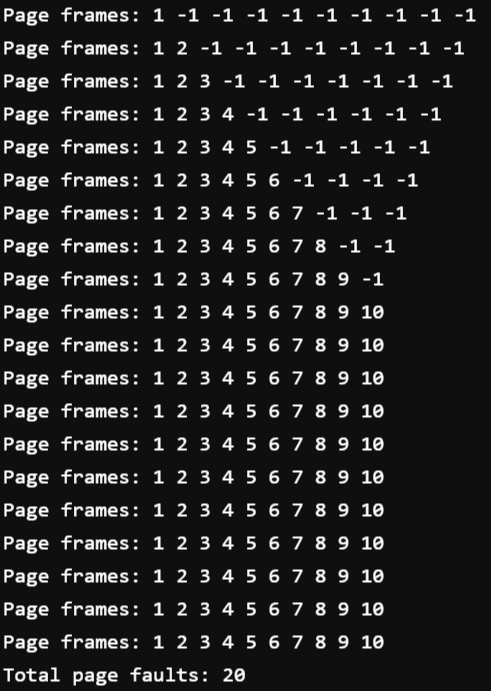 Page frames: 1 -1 -1 -1 -1 -1 -1 -1 -1 -1
Page frames: 1 2 -1 -1 -1 -1 -1 -1 -1 -1
Page frames: 1 2 3 -1 -1 -1 -1 -1 -1 -1
Page frames: 1 2 3 4 -1 -1 -1 -1 -1 -1
Page frames: 1 2 3 4 5 -1 -1 -1 -1 -1
Page frames: 1 2 3 4 5 6 -1 -1 -1 -1
Page frames: 1 2 3 4 5 6 7 -1 -1 -1
Page frames: 1 2 3 4 5 6 7 8 -1 -1
Page frames: 1 2 3 4 5 6 7 8 9 -1
Page frames: 1 2 3 4 5 6 7 8 9 10
Page frames: 1 2 3 4 5 6 7 8 9 10
Page frames: 1 2 3 4 5 6 7 8 9 10
Page frames: 1 2 3 4 5 6 7 8 9 10
Page frames: 1 2 3 4 5 6 7 8 9 10
Page frames: 1 2 3 4 5 6 7 8 9 10
Page frames: 1 2 3 4 5 6 7 8 9 10
Page frames: 1 2 3 4 5 6 7 8 9 10
Page frames: 1 2 3 4 5 6 7 8 9 10
Page frames: 1 2 3 4 5 6 7 8 9 10
Page frames: 1 2 3 4 5 6 7 8 9 10
Total page faults: 20